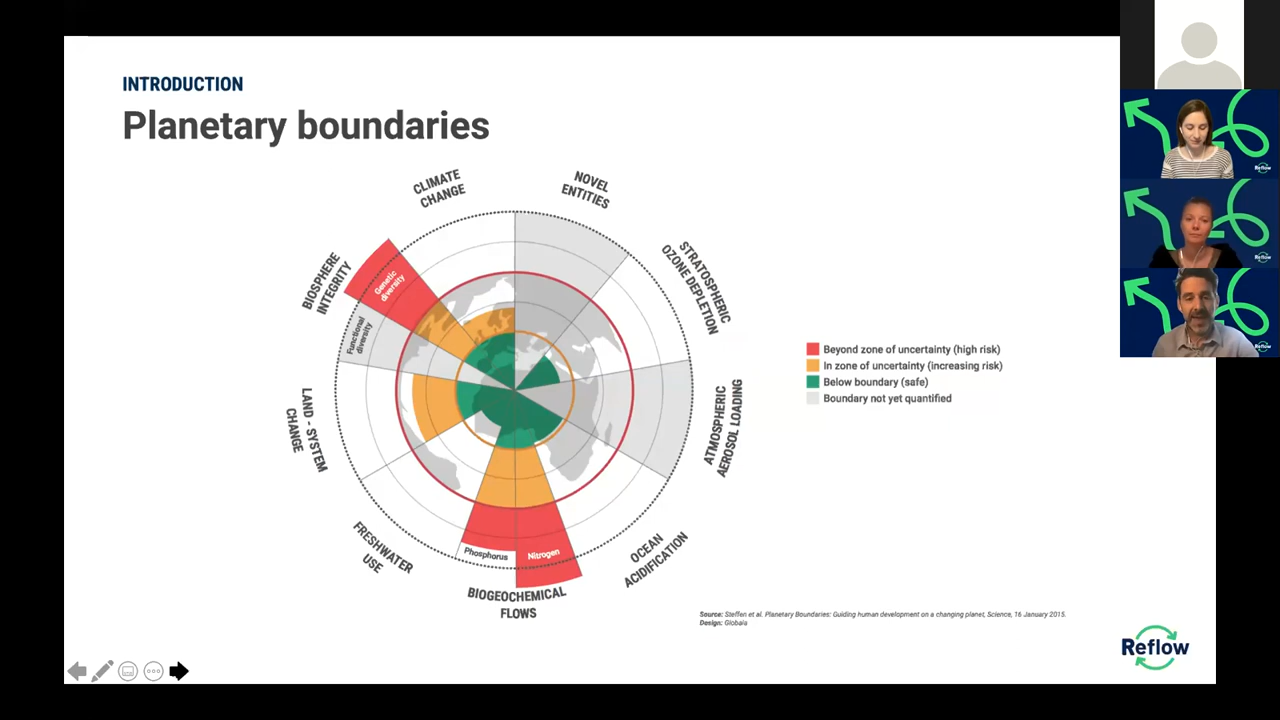 INTRODUCTION
Planetary boundaries
CLIMATE
CHANGE
NOVEL
ENTITIES
STRATOSPHERIC
OZONE DEPLETION
ATMOSPHERIC
AEROSOL LOADING
OCEAN
ACIDIFICATION
BIOGEOCHEMICAL
FLOWS
Phosphorus
Nitrogen
FRESHWATER
USE
LAND - SYSTEM
CHANGE
BIOSPHERE
INTEGRITY
Functional
diversity
Genetic
diversity
Beyond zone of uncertainty (high risk)
In zone of uncertainty (increasing risk)
Below boundary (safe)
Boundary not yet quantified
Source: Steffen et al. Planetary Boundaries: Guiding human development on a changing planet, Science, 16 January 2015.
Design: Globaïa
Reflow
Reflow
Reflow
Reflow